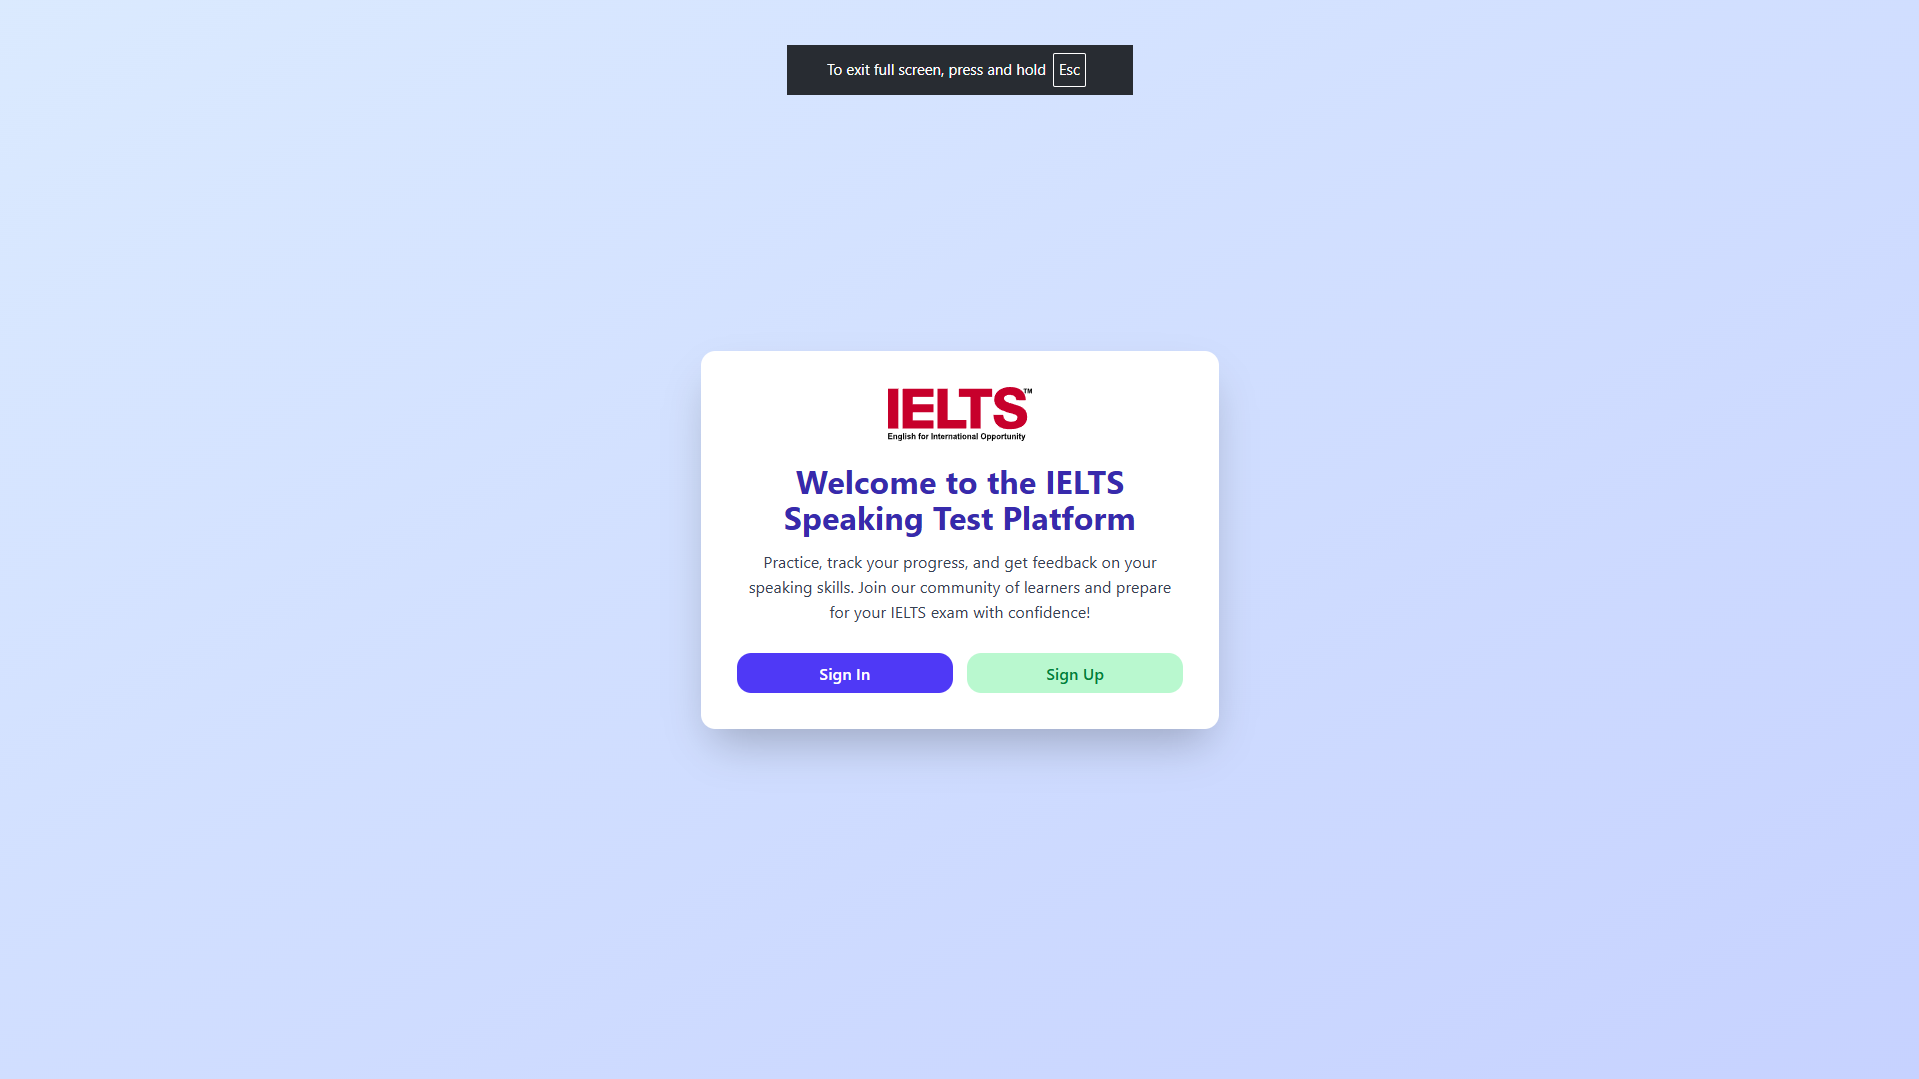 To exit full screen, press and hold Esc
IELTS™
English for International Opportunity
Welcome to the IELTS
Speaking Test Platform
Practice, track your progress, and get feedback on your
speaking skills. Join our community of learners and prepare
for your IELTS exam with confidence!
Sign In
Sign Up